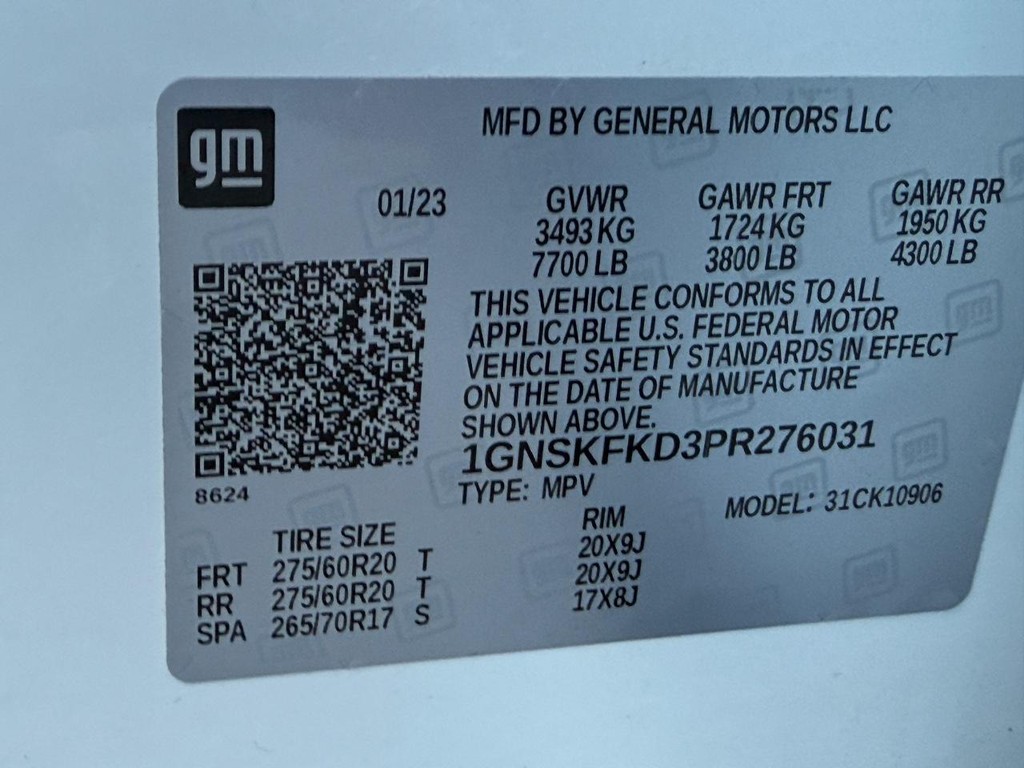 gm
MFD BY GENERAL MOTORS LLC
01/23 GVWR GAWR FRT GAWR RR
3493 KG 1724 KG 1950 KG
7700 LB 3800 LB 4300 LB
THIS VEHICLE CONFORMS TO ALL
APPLICABLE U.S. FEDERAL MOTOR
VEHICLE SAFETY STANDARDS IN EFFECT
ON THE DATE OF MANUFACTURE
SHOWN ABOVE.
1GNSKFKD3PR276031
8624
TYPE: MPV MODEL: 31CK10906
TIRE SIZE RIM
FRT 275/60R20 T 20X9J
RR 275/60R20 T 20X9J
SPA 265/70R17 S 17X8J